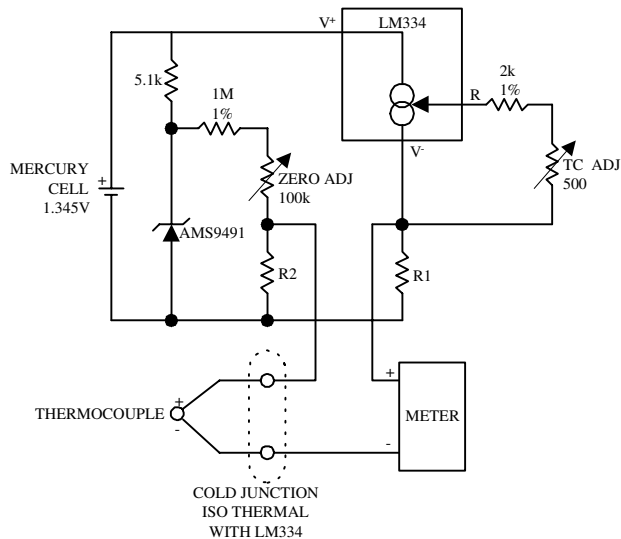 V+
LM334
5.1k
1M
1%
2k
1%
R
V-
MERCURY
CELL
1.345V
+
ZERO ADJ
100k
TC ADJ
500
AMS9491
R2
R1
THERMOCOUPLE
+
-
+
METER
-
COLD JUNCTION
ISO THERMAL
WITH LM334